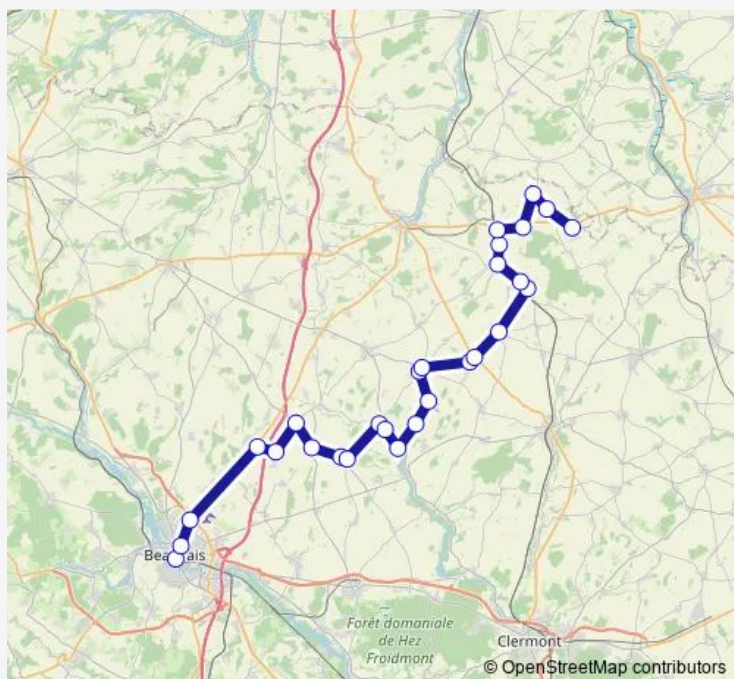 Beauvais
Forêt domaniale
de Hez
Froidmont
Clermont
© OpenStreetMap contributors